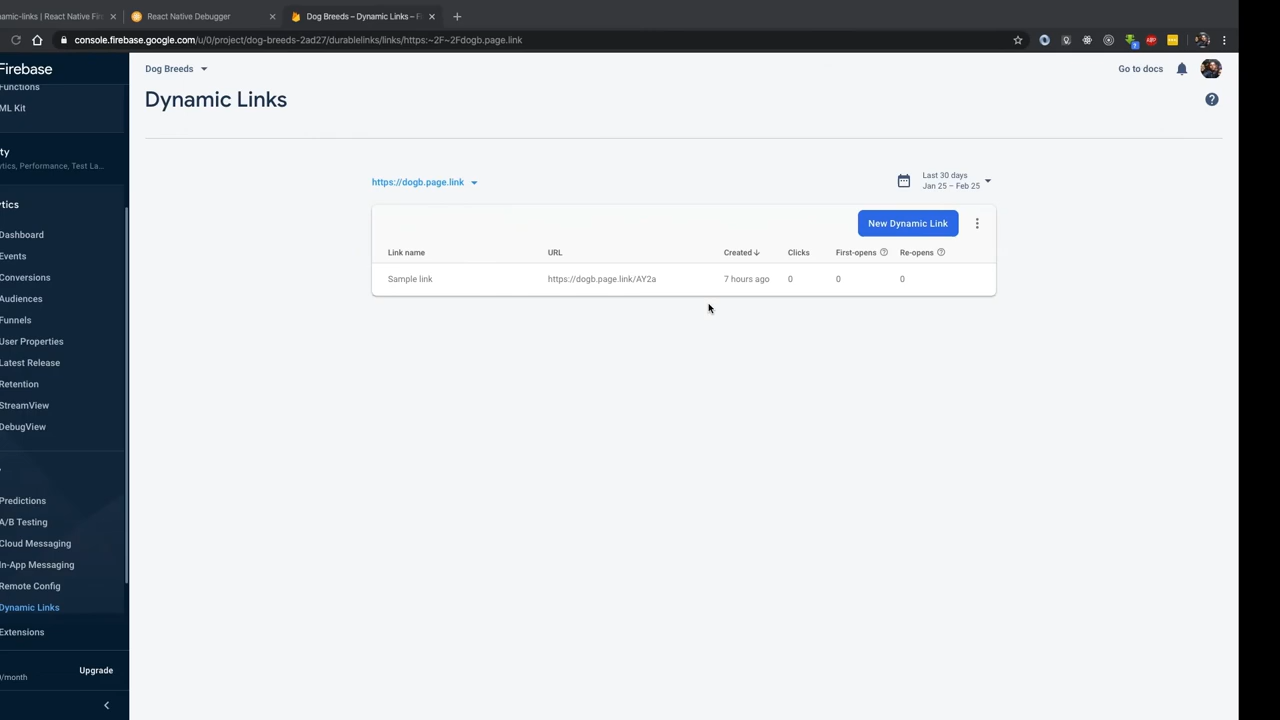 namic-links | React Native Fir
React Native Debugger
Dog Breeds – Dynamic Links – F
console.firebase.google.com/u/0/project/dog-breeds-2ad27/durablelinks/links/https:~2F~2Fdogb.page.link
Firebase
Functions
ML Kit
ty
ytics, Performance, Test La...
ytics
Dashboard
Events
Conversions
Audiences
Funnels
User Properties
Latest Release
Retention
StreamView
DebugView
Predictions
A/B Testing
Cloud Messaging
In-App Messaging
Remote Config
Dynamic Links
Extensions
/month
Upgrade
Dog Breeds
Go to docs
Dynamic Links
https://dogb.page.link
Last 30 days
Jan 25 – Feb 25
New Dynamic Link
Link name URL Created Clicks First-opens Re-opens
Sample link https://dogb.page.link/AY2a 7 hours ago 0 0 0